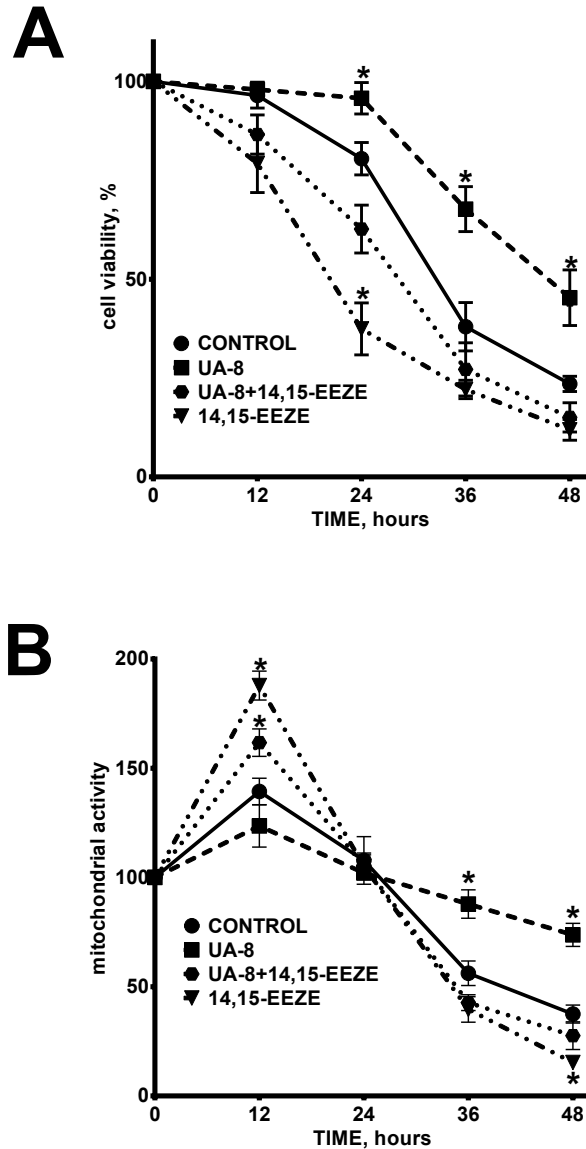 A
*
100
*
*
50
*
cell viability, %
CONTROL
UA-8
UA-8+14,15-EEZE
14,15-EEZE
0
0 12 24 36 48
TIME, hours
B
200
*
*
150
mitochondrial activity
100
*
*
CONTROL
UA-8
UA-8+14,15-EEZE
14,15-EEZE
50
*
0
0 12 24 36 48
TIME, hours